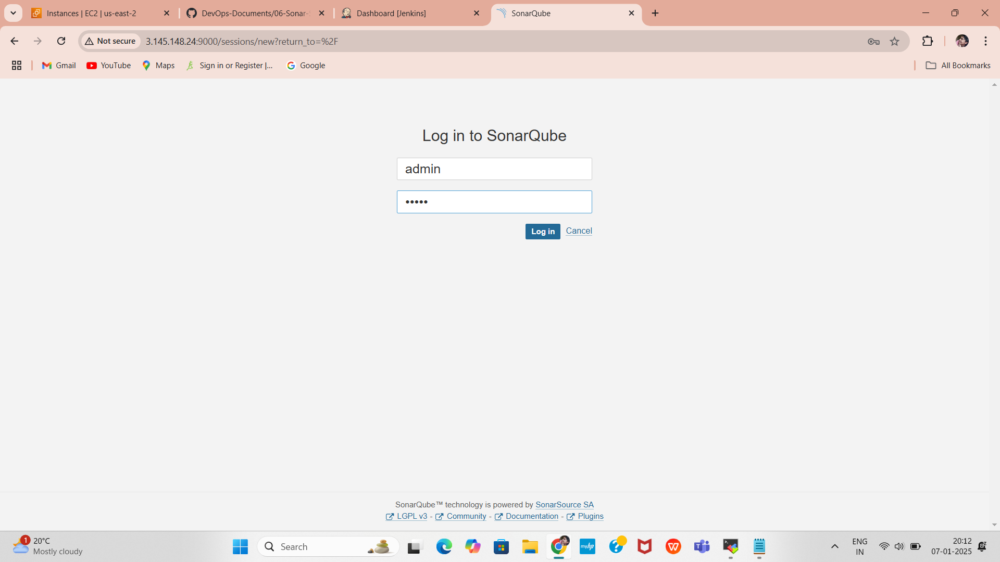 Instances | EC2 | us-east-2
DevOps-Documents/06-Sonar-
Dashboard [Jenkins]
SonarQube
Not secure
3.145.148.24:9000/sessions/new?return_to=%2F
Gmail
YouTube
Maps
Sign in or Register |...
Google
All Bookmarks
Log in to SonarQube
admin
•••••
Log in
Cancel
SonarQube™ technology is powered by SonarSource SA
LGPL v3 - Community - Documentation - Plugins
1
20°C
Mostly cloudy
Search
myhp
ENG
IN
20:12
07-01-2025